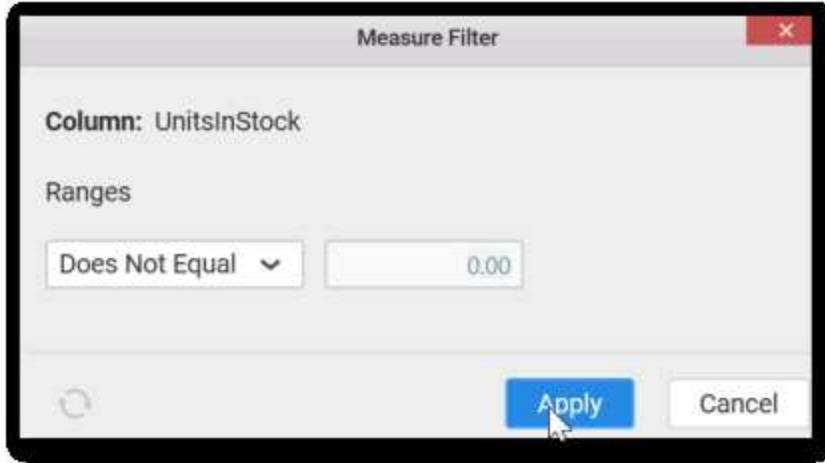 Measure Filter
Column: UnitsInStock
Ranges
Does Not Equal 0.00
Apply Cancel